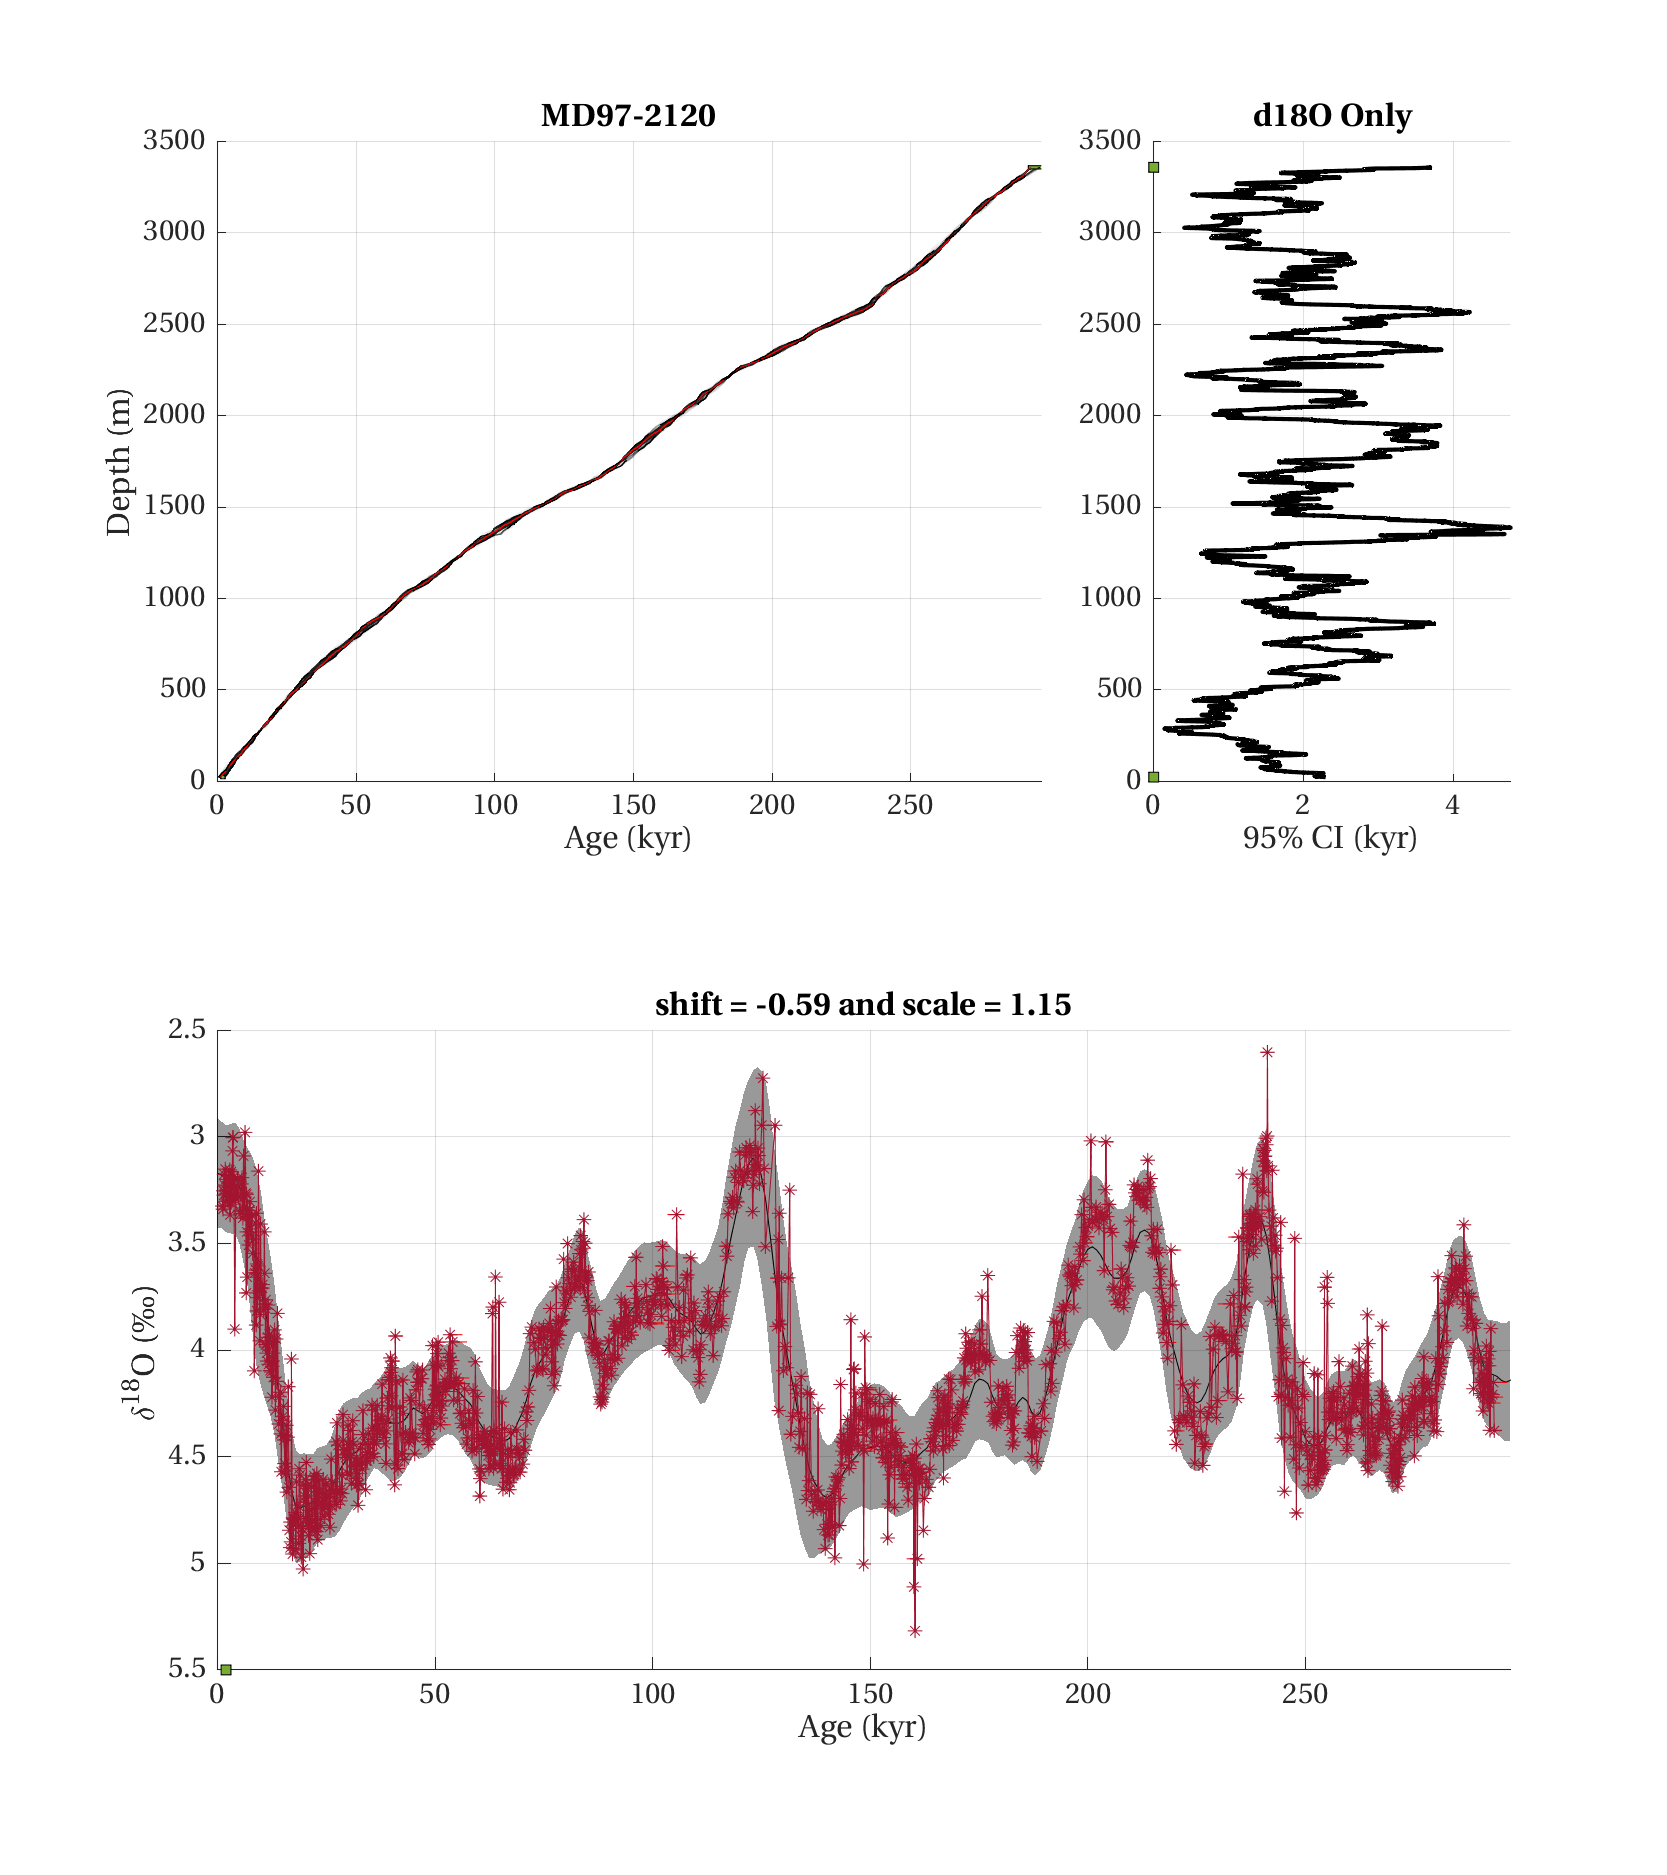 MD97-2120
3500
3000
2500
2000
1500
1000
500
0
Depth (m)
0 50 100 150 200 250
Age (kyr)
d18O Only
3500
3000
2500
2000
1500
1000
500
0
0 2 4
95% CI (kyr)
shift = -0.59 and scale = 1.15
2.5
3
3.5
4
4.5
5
5.5
δ¹⁸O (‰)
0 50 100 150 200 250
Age (kyr)